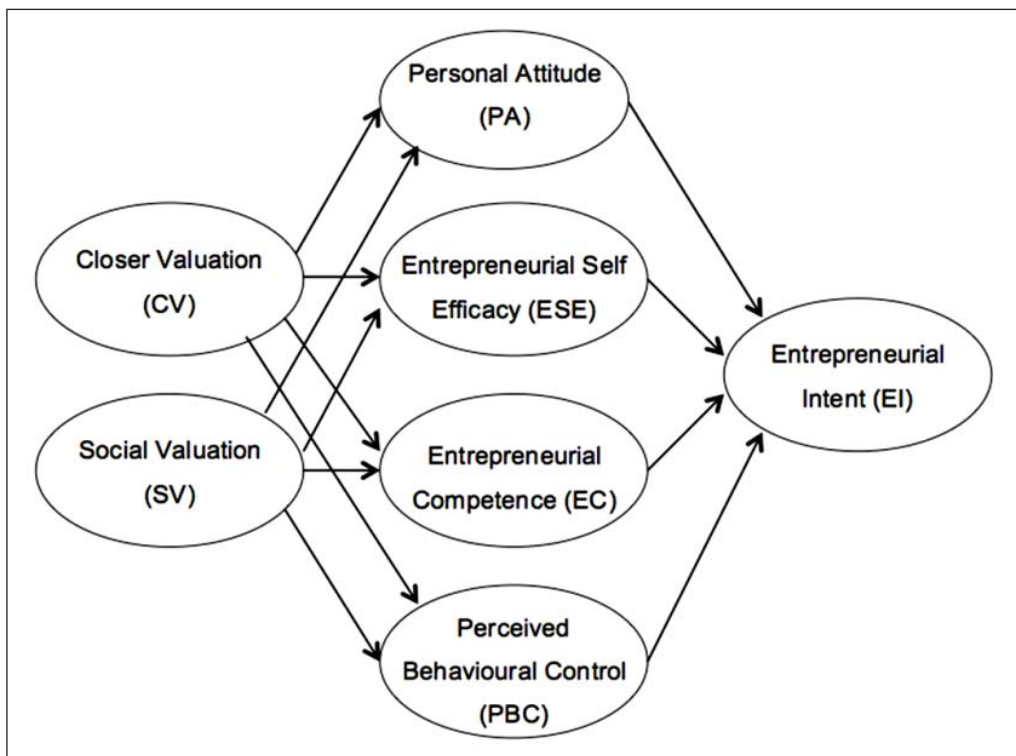 Personal Attitude
(PA)
Closer Valuation
(CV)
Entrepreneurial Self
Efficacy (ESE)
Entrepreneurial
Intent (EI)
Social Valuation
(SV)
Entrepreneurial
Competence (EC)
Perceived
Behavioural Control
(PBC)